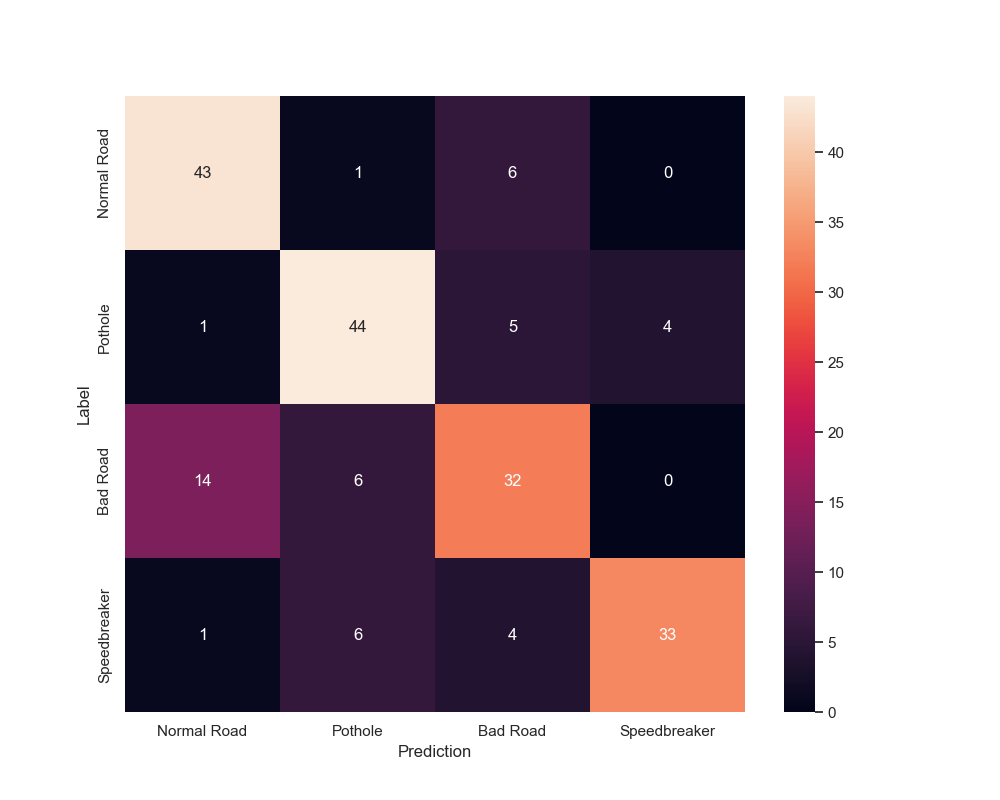 Normal Road
43 1 6 0
Pothole
1 44 5 4
Bad Road
14 6 32 0
Speedbreaker
1 6 4 33
Label
Normal Road Pothole Bad Road Speedbreaker
Prediction
40
35
30
25
20
15
10
5
0